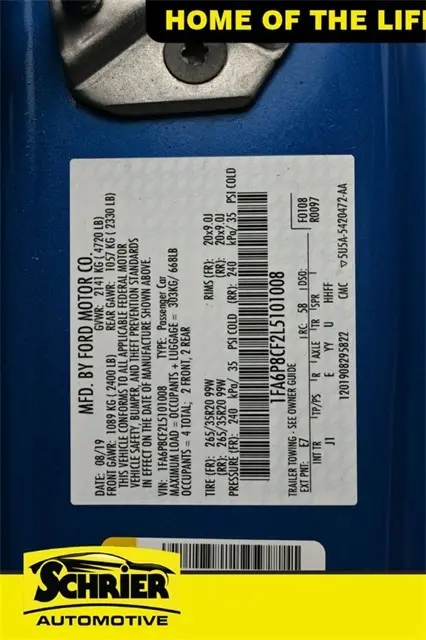 HOME OF THE LIF
MFD. BY FORD MOTOR CO.
DATE: 08/19 GVWR: 2141 KG ( 4720 LB)
FRONT GAWR: 1089 KG ( 2400 LB) REAR GAWR: 1057 KG ( 2330 LB)
THIS VEHICLE CONFORMS TO ALL APPLICABLE FEDERAL MOTOR
VEHICLE SAFETY, BUMPER, AND THEFT PREVENTION STANDARDS
IN EFFECT ON THE DATE OF MANUFACTURE SHOWN ABOVE.
VIN: 1FA6P8CF2L5101008 TYPE: Passenger Car
MAXIMUM LOAD = OCCUPANTS + LUGGAGE = 303KG/ 668LB
OCCUPANTS = 4 TOTAL; 2 FRONT, 2 REAR
TIRE (FR): 265/35R20 99W RIMS (FR): 20x9.0J
(RR): 265/35R20 99W (RR): 20x9.0J
PRESSURE (FR): 240 kPa/ 35 PSI COLD (RR): 240 kPa/ 35 PSI COLD
1FA6P8CF2L5101008
TRAILER TOWING - SEE OWNER GUIDE F0108
EXT PNT: E7 RC: 58 DSO: R0097
INT TR TP/PS R AXLE TR SPR
J1 E YY U HHFF
1201908295822 CMC ▽5U5A-5420472-AA
SCHRIER
AUTOMOTIVE